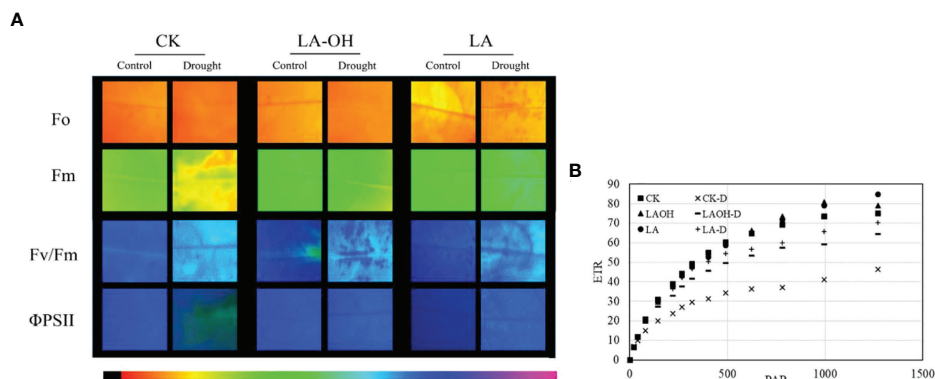 A
CK LA-OH LA
Control Drought Control Drought Control Drought
Fo
Fm
Fv/Fm
ΦPSII
B
ETR
90
80
70
60
50
40
30
20
10
0
CK CK-D
LAOH LAOH-D
LA LA-D
0 500 1000 1500
PAR